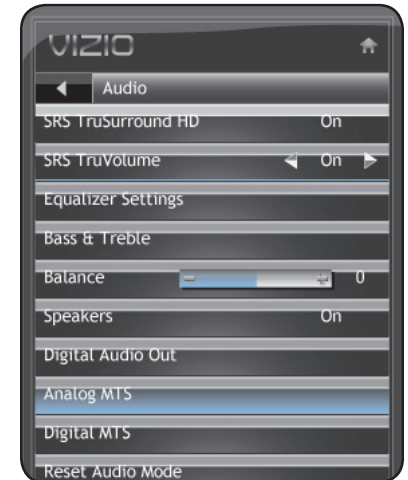 VIZIO
Audio
SRS TruSurround HD On
SRS TruVolume On
Equalizer Settings
Bass & Treble
Balance 0
Speakers On
Digital Audio Out
Analog MTS
Digital MTS
Reset Audio Mode